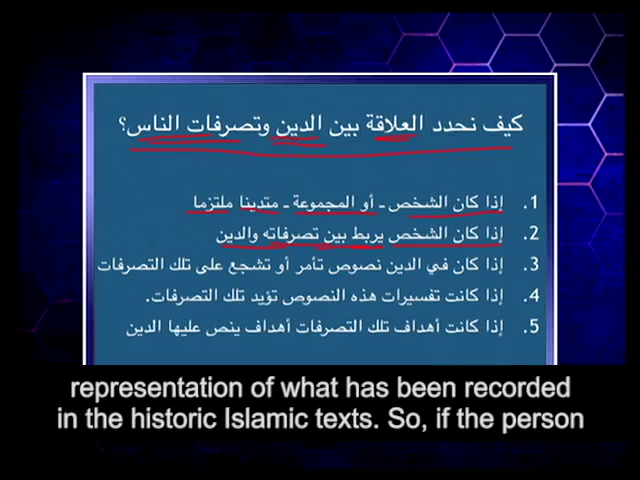 كيف نحدد العلاقة بين الدين وتصرفات الناس؟
1. إذا كان الشخص - أو المجموعة - متدينا ملتزما
2. إذا كان الشخص يربط بين تصرفاته والدين
3. إذا كان في الدين نصوص تأمر أو تشجع على تلك التصرفات
4. إذا كانت تفسيرات هذه النصوص تؤيد تلك التصرفات.
5. إذا كانت أهداف تلك التصرفات أهداف ينص عليها الدين
representation of what has been recorded
in the historic Islamic texts. So, if the person